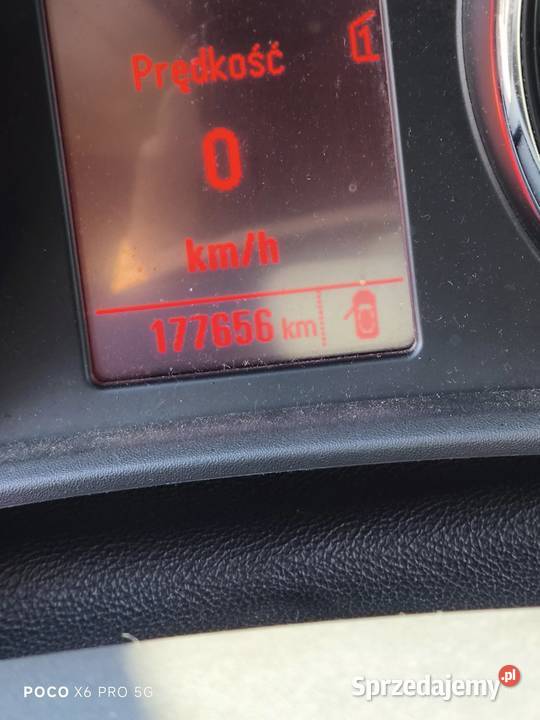 Prędkość
1
0
km/h
177656 km
POCO X6 PRO 5G
Sprzedajemy.pl